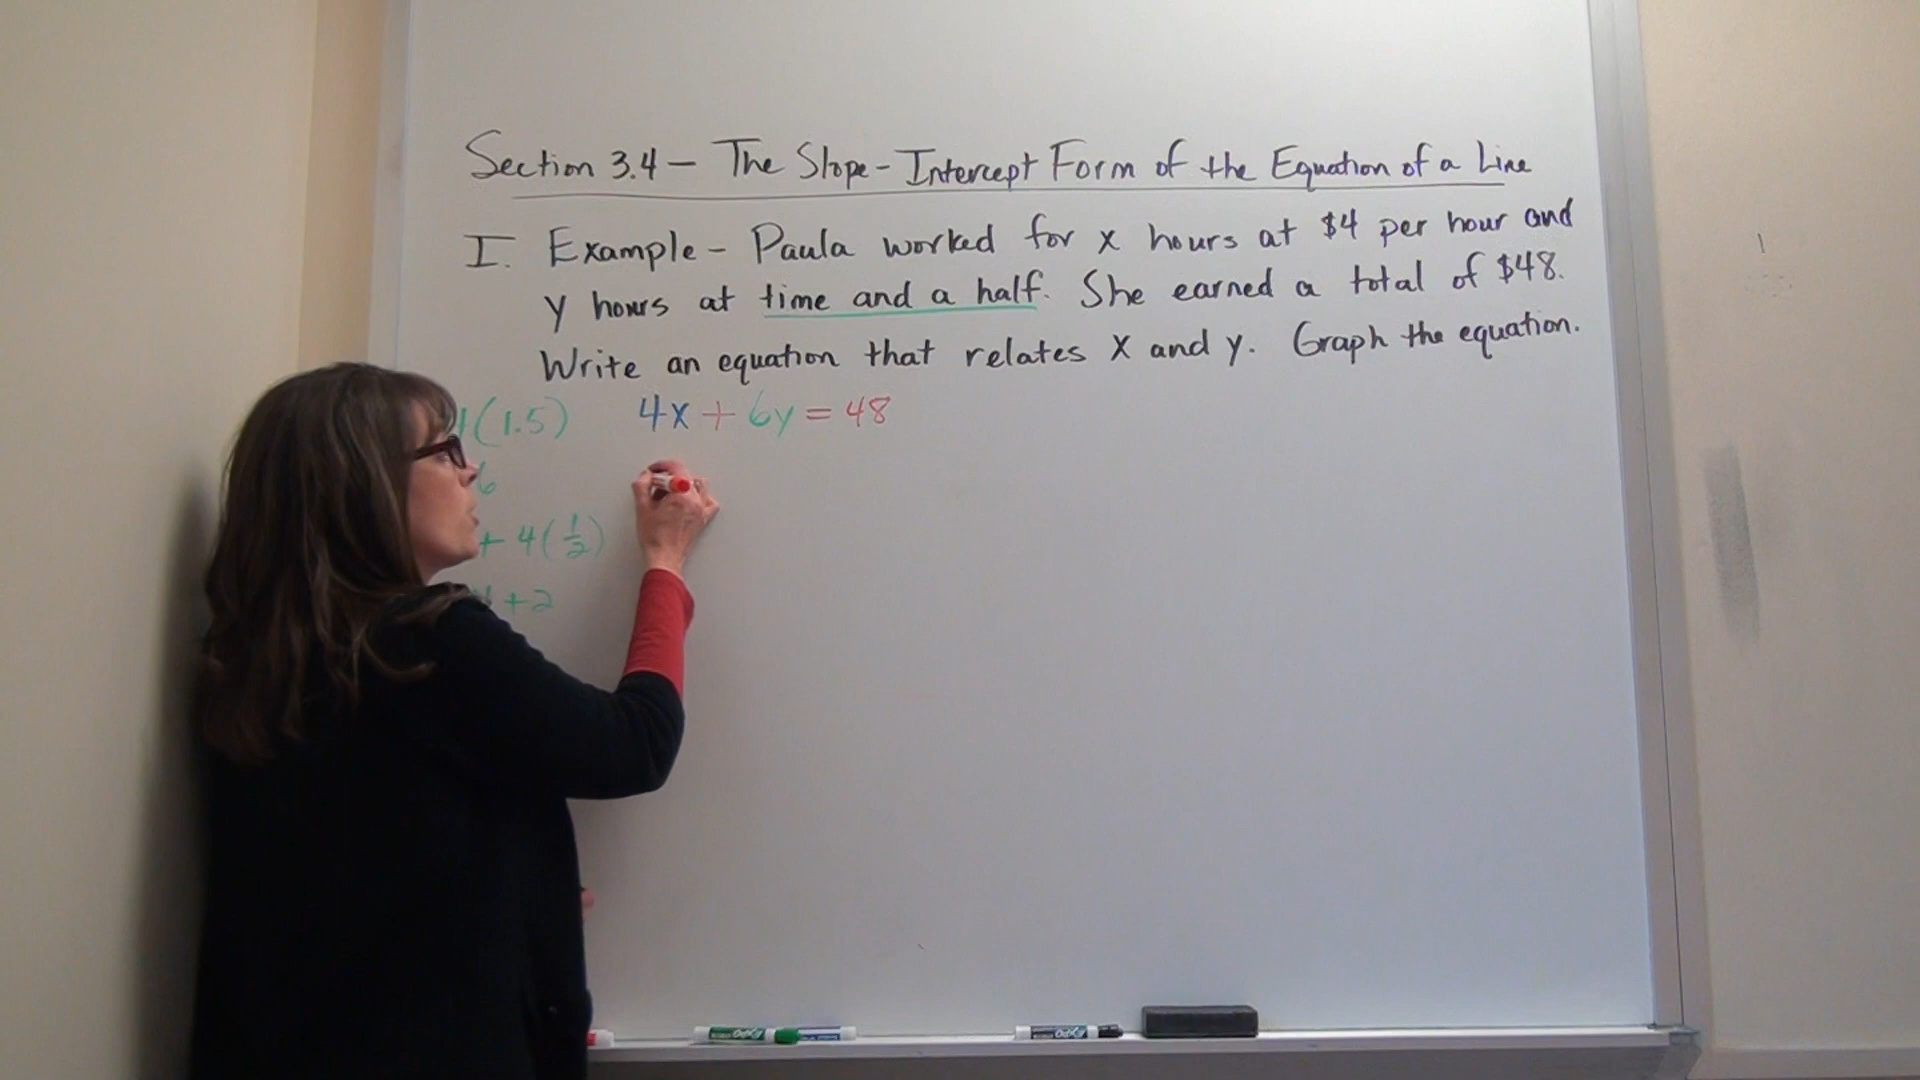 Section 3.4 – The Slope-Intercept Form of the Equation of a Line
I. Example – Paula worked for x hours at $4 per hour and
y hours at time and a half. She earned a total of $48.
Write an equation that relates X and y. Graph the equation.
(1.5) 4x + 6y = 48
6
+ 4(1/2)
+2